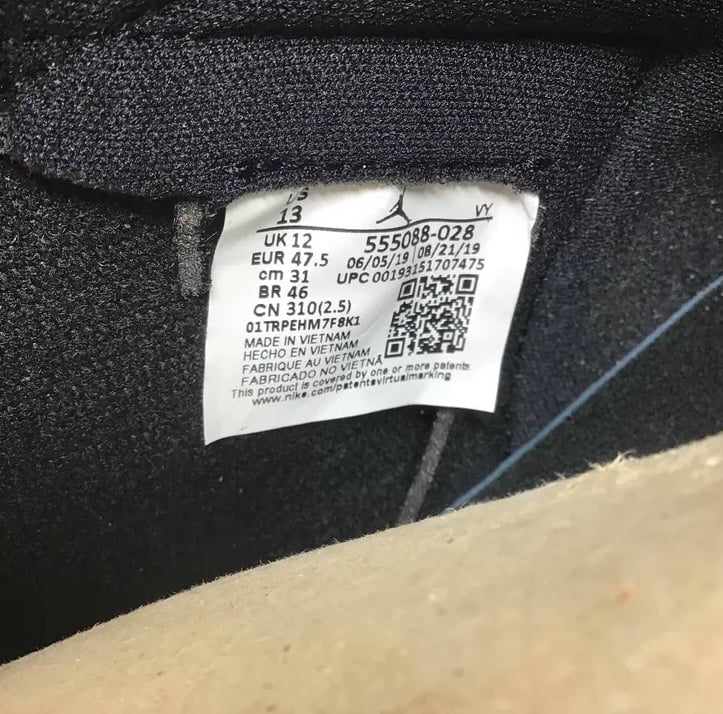 13
VY
UK 12
555088-028
EUR 47.5
06/05/19 08/21/19
cm 31
UPC 00193151707475
BR 46
CN 310(2.5)
01TRPEHM7F8K1
MADE IN VIETNAM
HECHO EN VIETNAM
FABRIQUE AU VIETNAM
FABRICADO NO VIETNÃ
This product is covered by one or more patents
www.nike.com/patentsvirtualmarking